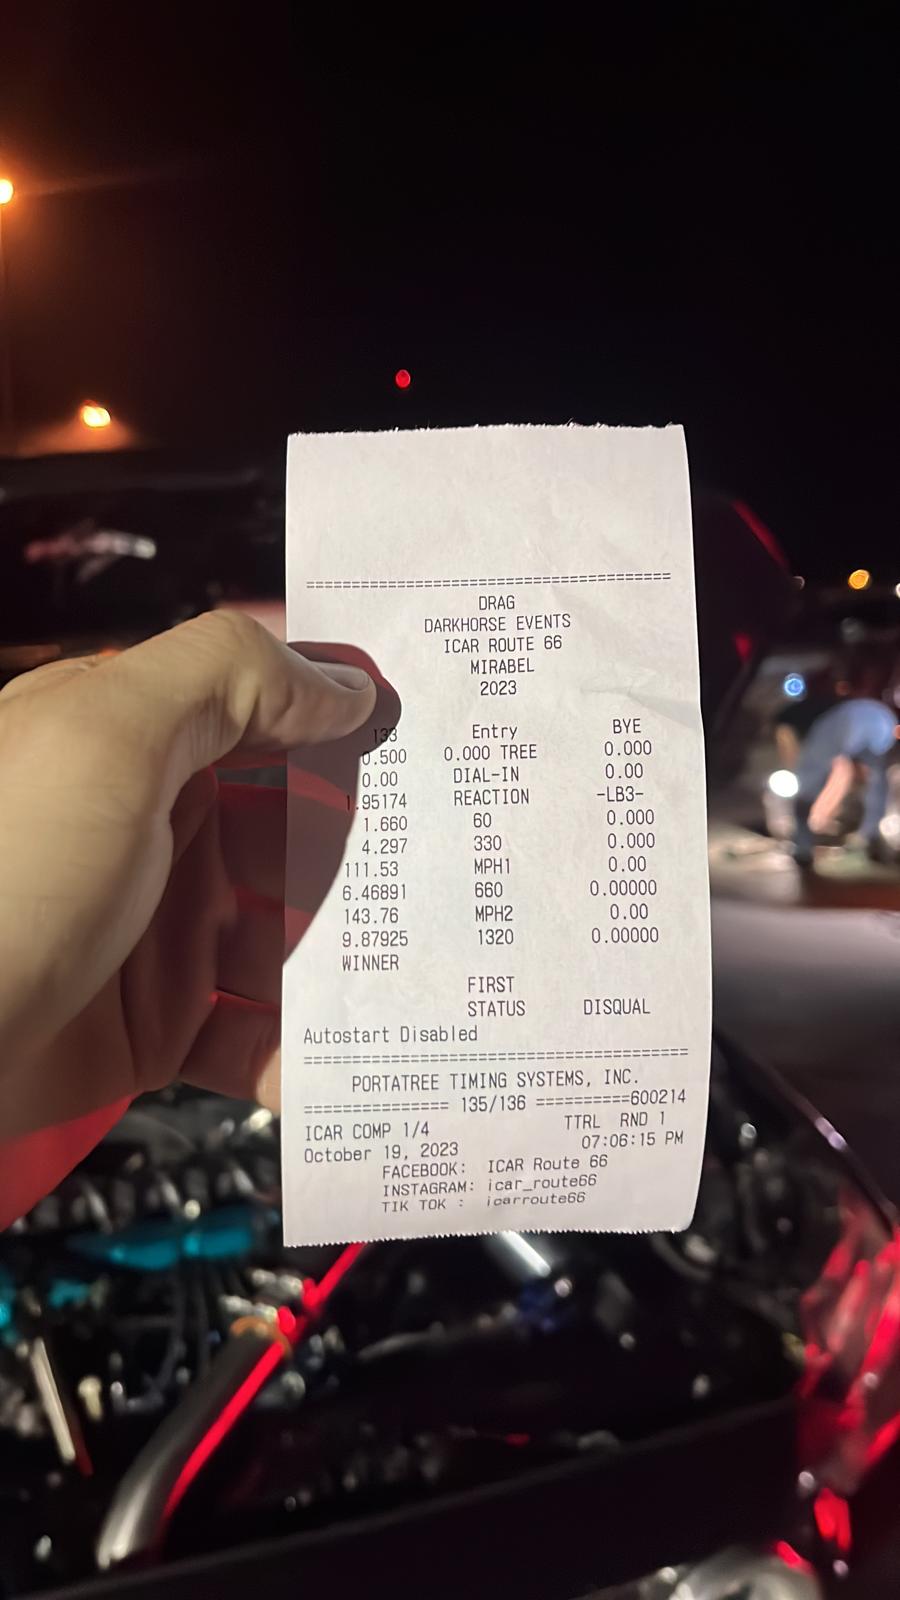 =======================================
DRAG
DARKHORSE EVENTS
ICAR ROUTE 66
MIRABEL
2023
133 Entry BYE
0.500 0.000 TREE 0.000
0.00 DIAL-IN 0.00
1.95174 REACTION -LB3-
1.660 60 0.000
4.297 330 0.000
111.53 MPH1 0.00
6.46891 660 0.00000
143.76 MPH2 0.00
9.87925 1320 0.00000
WINNER
FIRST
STATUS DISQUAL
Autostart Disabled
========================================
PORTATREE TIMING SYSTEMS, INC.
=============== 135/136 ==========600214
ICAR COMP 1/4 TTRL RND 1
October 19, 2023 07:06:15 PM
FACEBOOK: ICAR Route 66
INSTAGRAM: icar_route66
TIK TOK : icarroute66